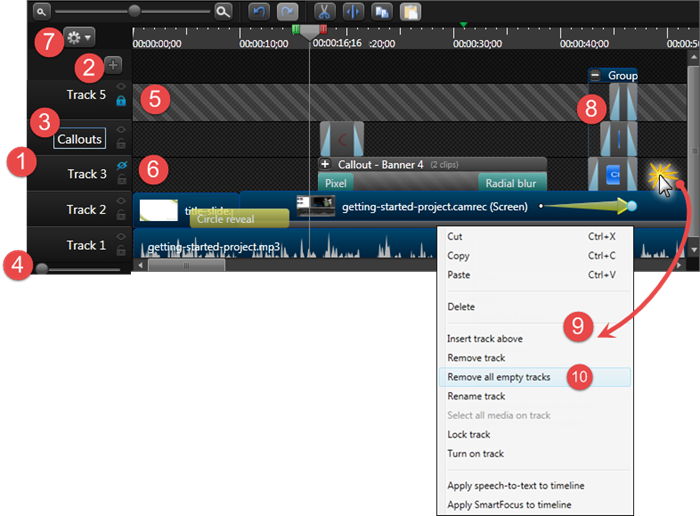 7
00:00:00;00 00:00:10;00 00:00:16;16 :20;00 00:00:30;00 00:00:40;00 00:00:50
2
Group
Track 5 5 8
3
Callouts
1 Track 3 6 Callout - Banner 4 (2 clips)
Pixel Radial blur
Track 2 title-slide. getting-started-project.camrec (Screen)
Circle reveal
Track 1 getting-started-project.mp3
4
Cut Ctrl+X
Copy Ctrl+C
Paste Ctrl+V
Delete
9
Insert track above
Remove track
Remove all empty tracks 10
Rename track
Select all media on track
Lock track
Turn on track
Apply speech-to-text to timeline
Apply SmartFocus to timeline